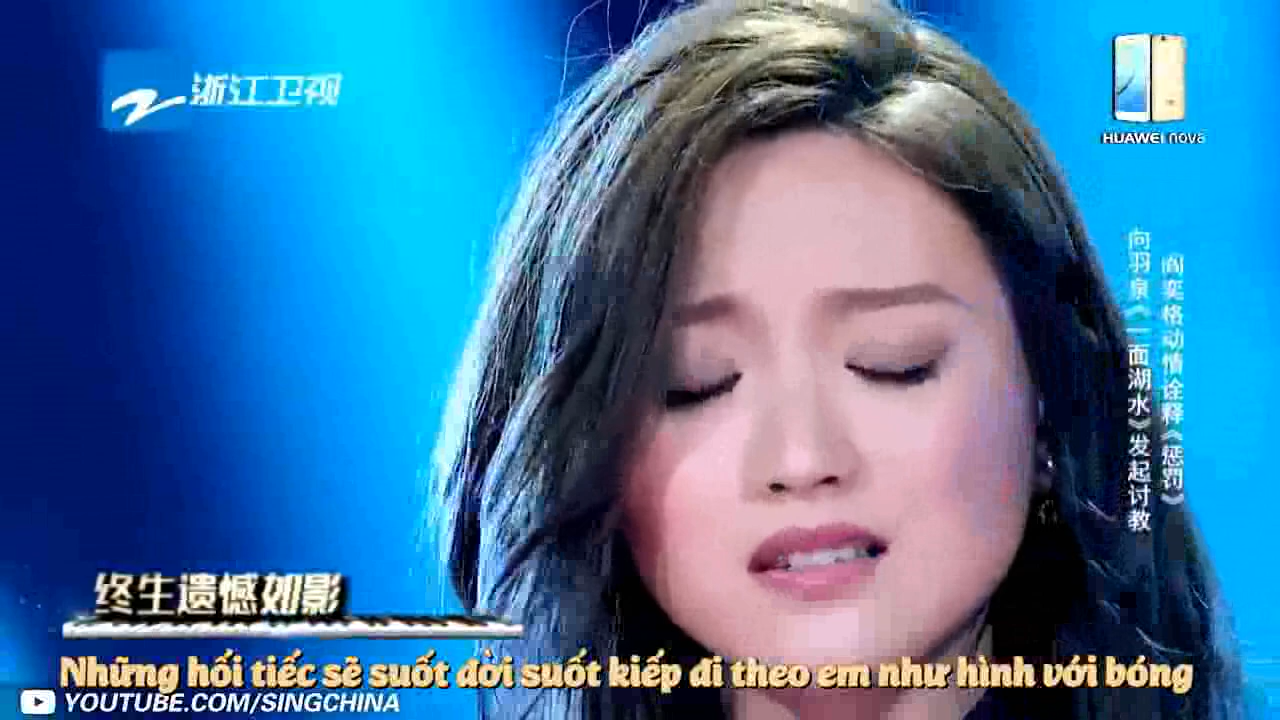 浙江卫视
HUAWEI nova
阎奕格动情诠释《惩罚》
向羽泉《一面湖水》发起讨教
终生遗憾如影
Những hối tiếc sẽ suốt đời suốt kiếp đi theo em như hình với bóng
YOUTUBE.COM/SINGCHINA